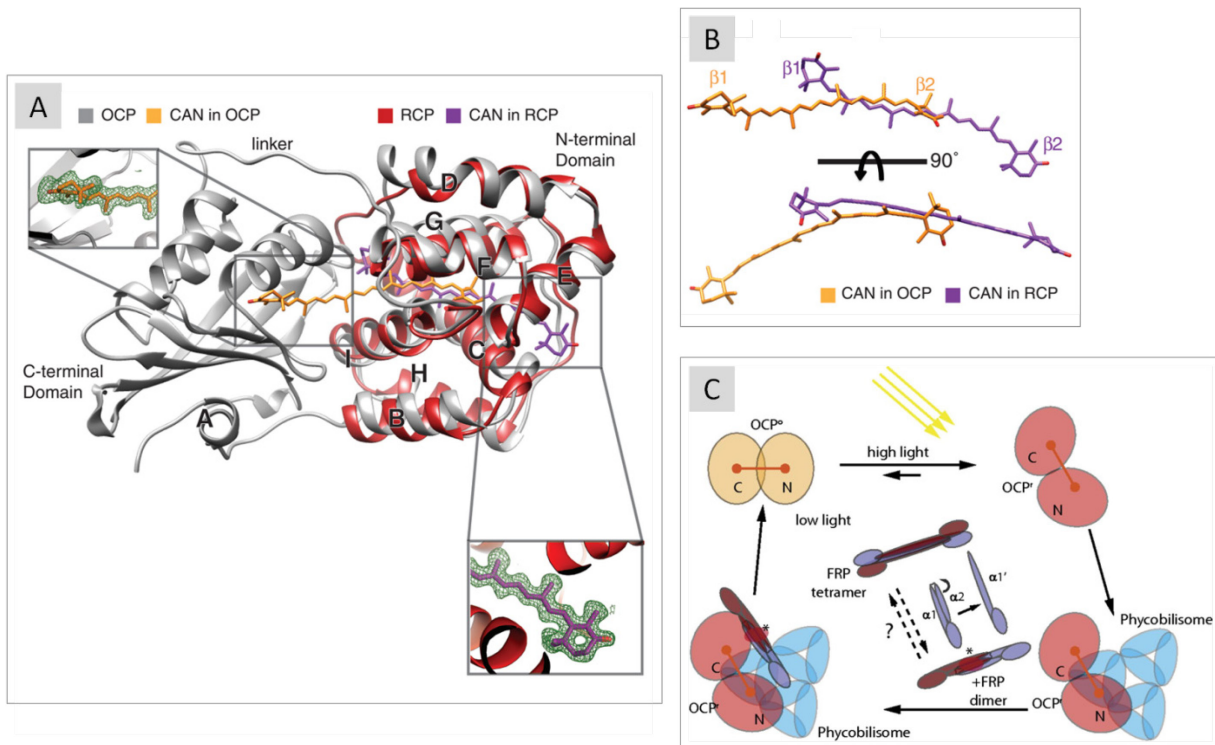 A
OCP CAN in OCP RCP CAN in RCP
linker
N-terminal
Domain
D
G
F
E
C
I
H
B
A
C-terminal
Domain
B
β1
β1
β2
β2
90°
CAN in OCP CAN in RCP
C
OCPᵒ
C N
high light
low light
C
OCPʳ
N
FRP
tetramer
α1
α2
α1'
?
*
*
+FRP
dimer
Phycobilisome
C
OCPʳ
N
Phycobilisome
C
OCPʳ
N